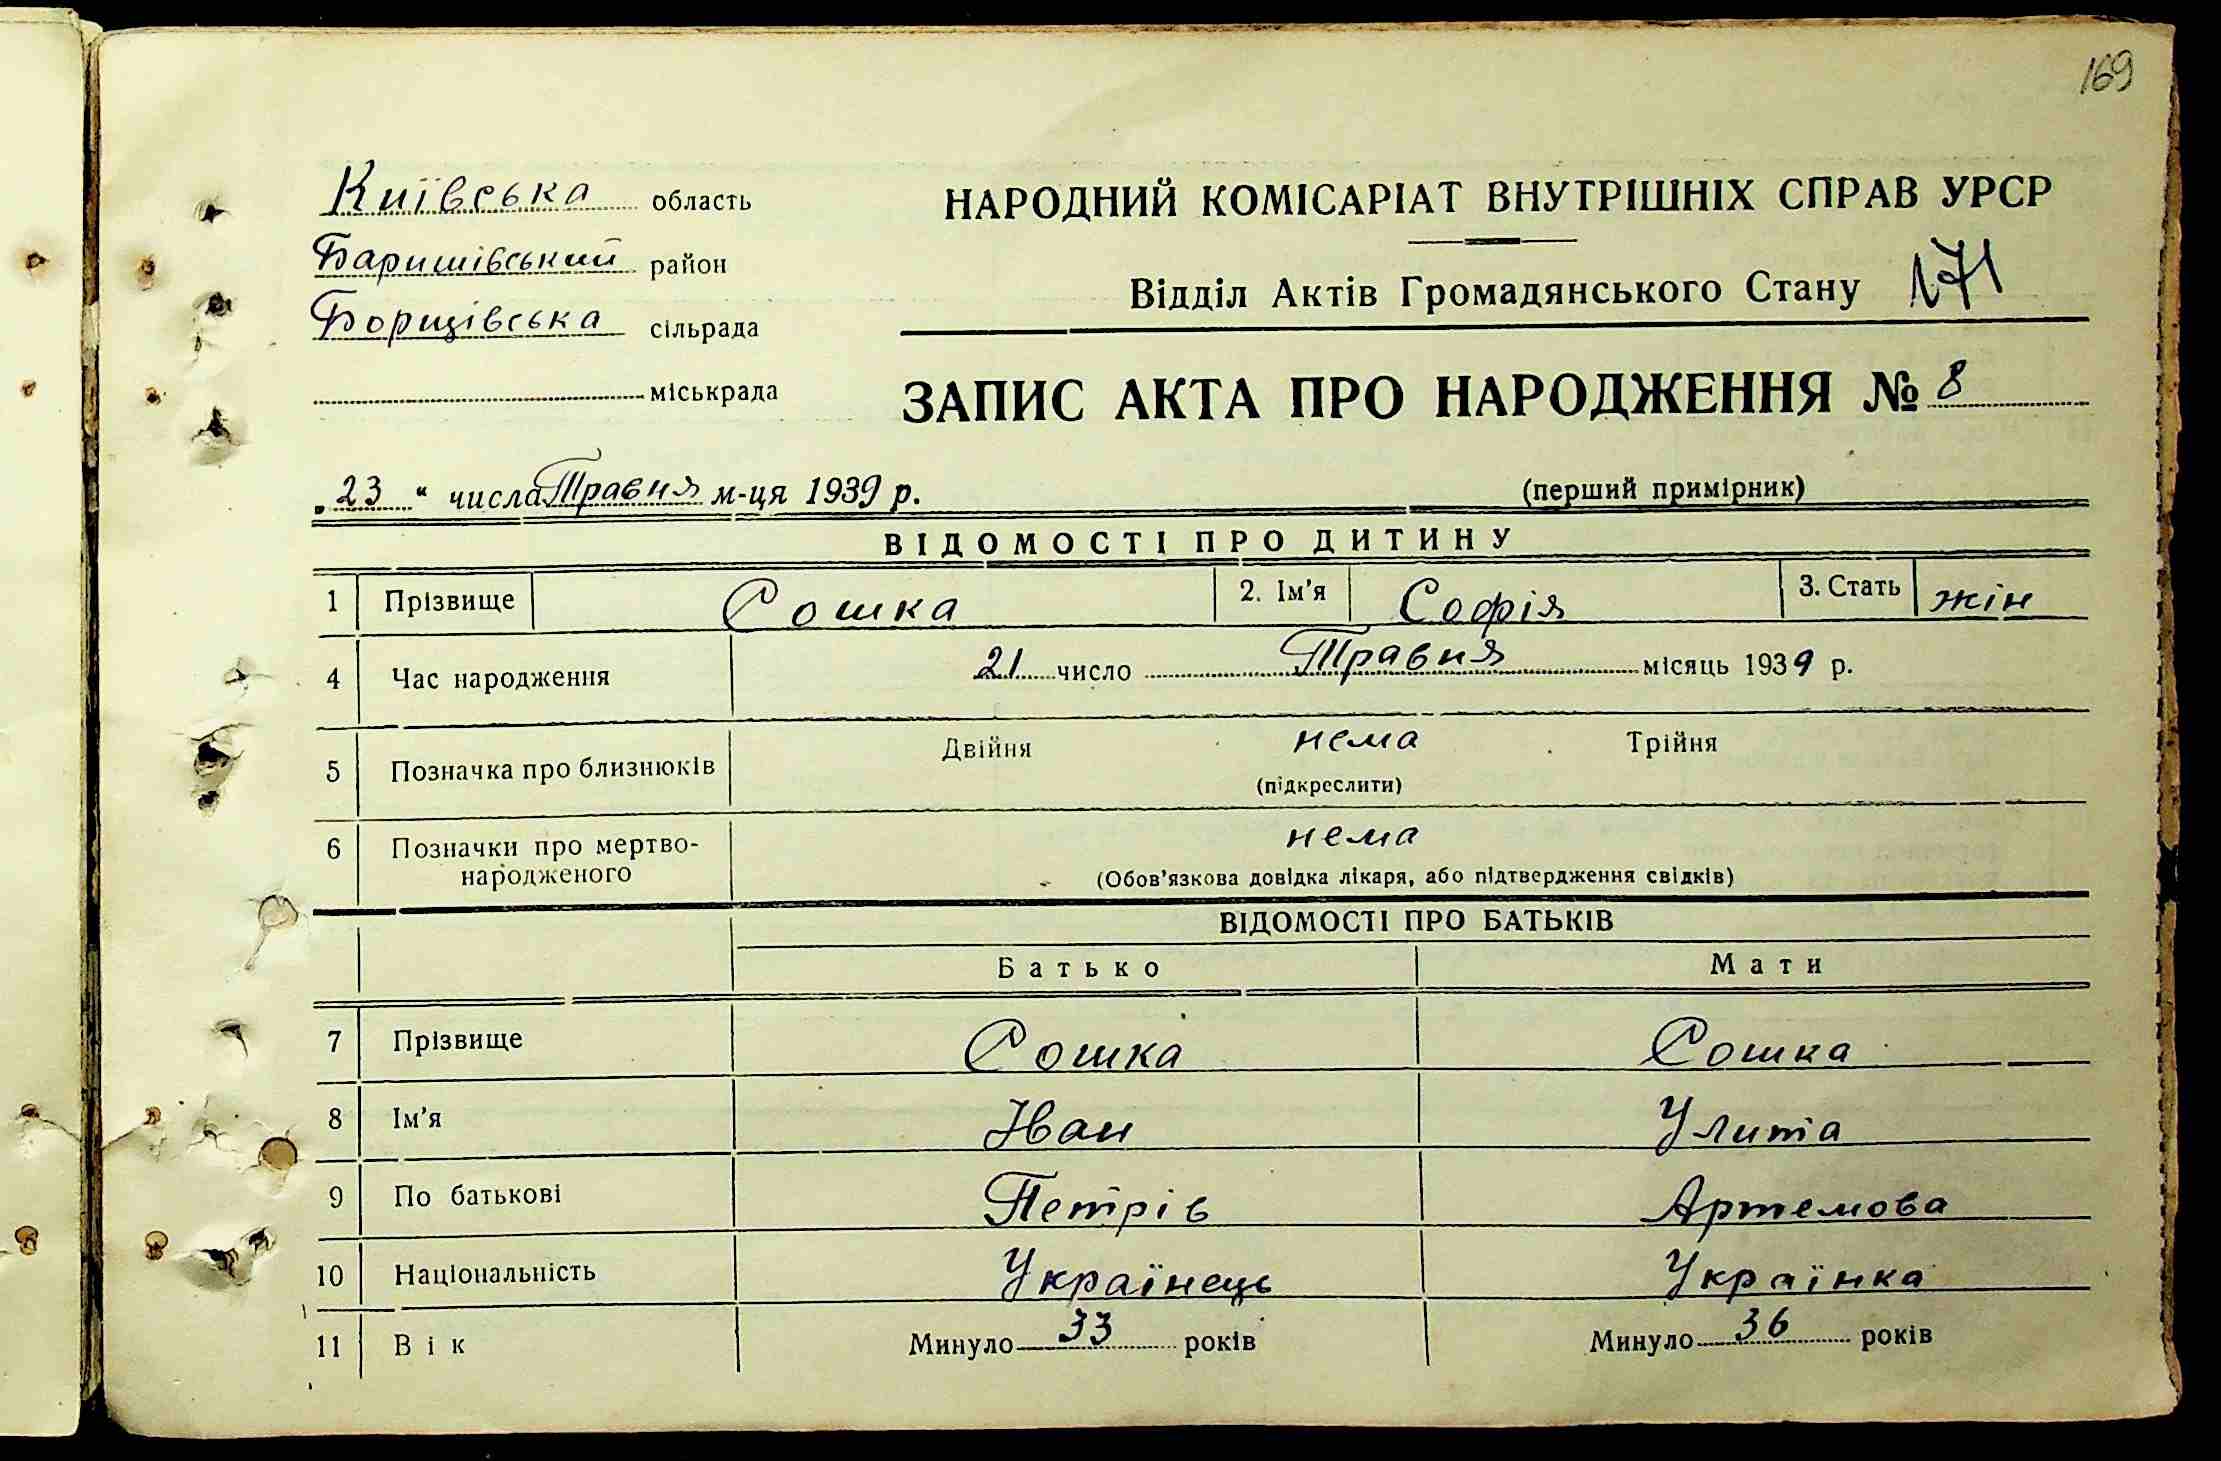 169
Київська область
НАРОДНИЙ КОМІСАРІАТ ВНУТРІШНІХ СПРАВ УРСР
Баришівський район
Відділ Актів Громадянського Стану 171
Борщівська сільрада
міськрада
ЗАПИС АКТА ПРО НАРОДЖЕННЯ № 8
„23“ числа Травня м-ця 1939 р.
(перший примірник)
ВІДОМОСТІ ПРО ДИТИНУ
1 Прізвище Сошка 2. Ім’я Софія 3. Стать жін
4 Час народження 21 число Травня місяць 1939 р.
5 Позначка про близнюків Двійня нема Трійня
(підкреслити)
6 Позначки про мертво-
народженого
нема
(Обов’язкова довідка лікаря, або підтвердження свідків)
ВІДОМОСТІ ПРО БАТЬКІВ
Батько Мати
7 Прізвище Сошка Сошка
8 Ім’я Іван Улита
9 По батькові Петрів Артемова
10 Національність Українець Українка
11 Вік Минуло 33 років Минуло 36 років